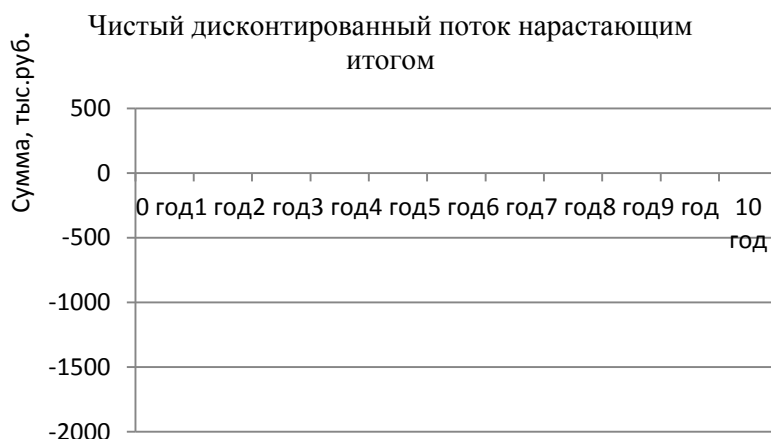 Чистый дисконтированный поток нарастающим
итогом
Сумма, тыс.руб.
500
0
0 год1 год2 год3 год4 год5 год6 год7 год8 год9 год 10
год
-500
-1000
-1500
-2000